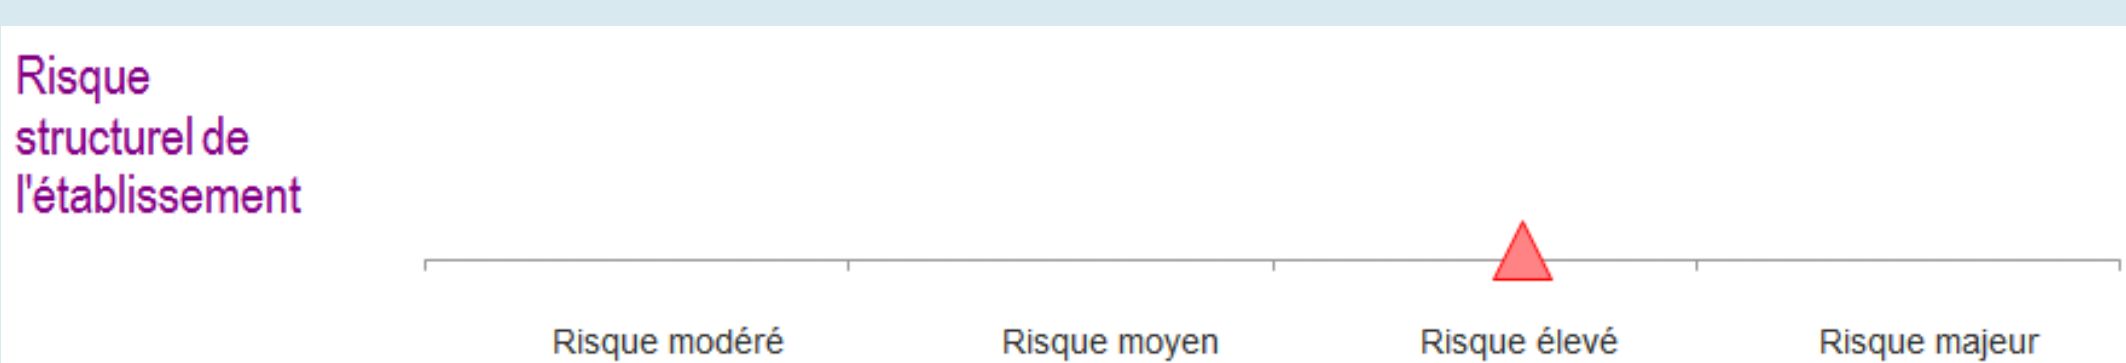 Risque
structurel de
l'établissement
Risque modéré Risque moyen Risque élevé Risque majeur